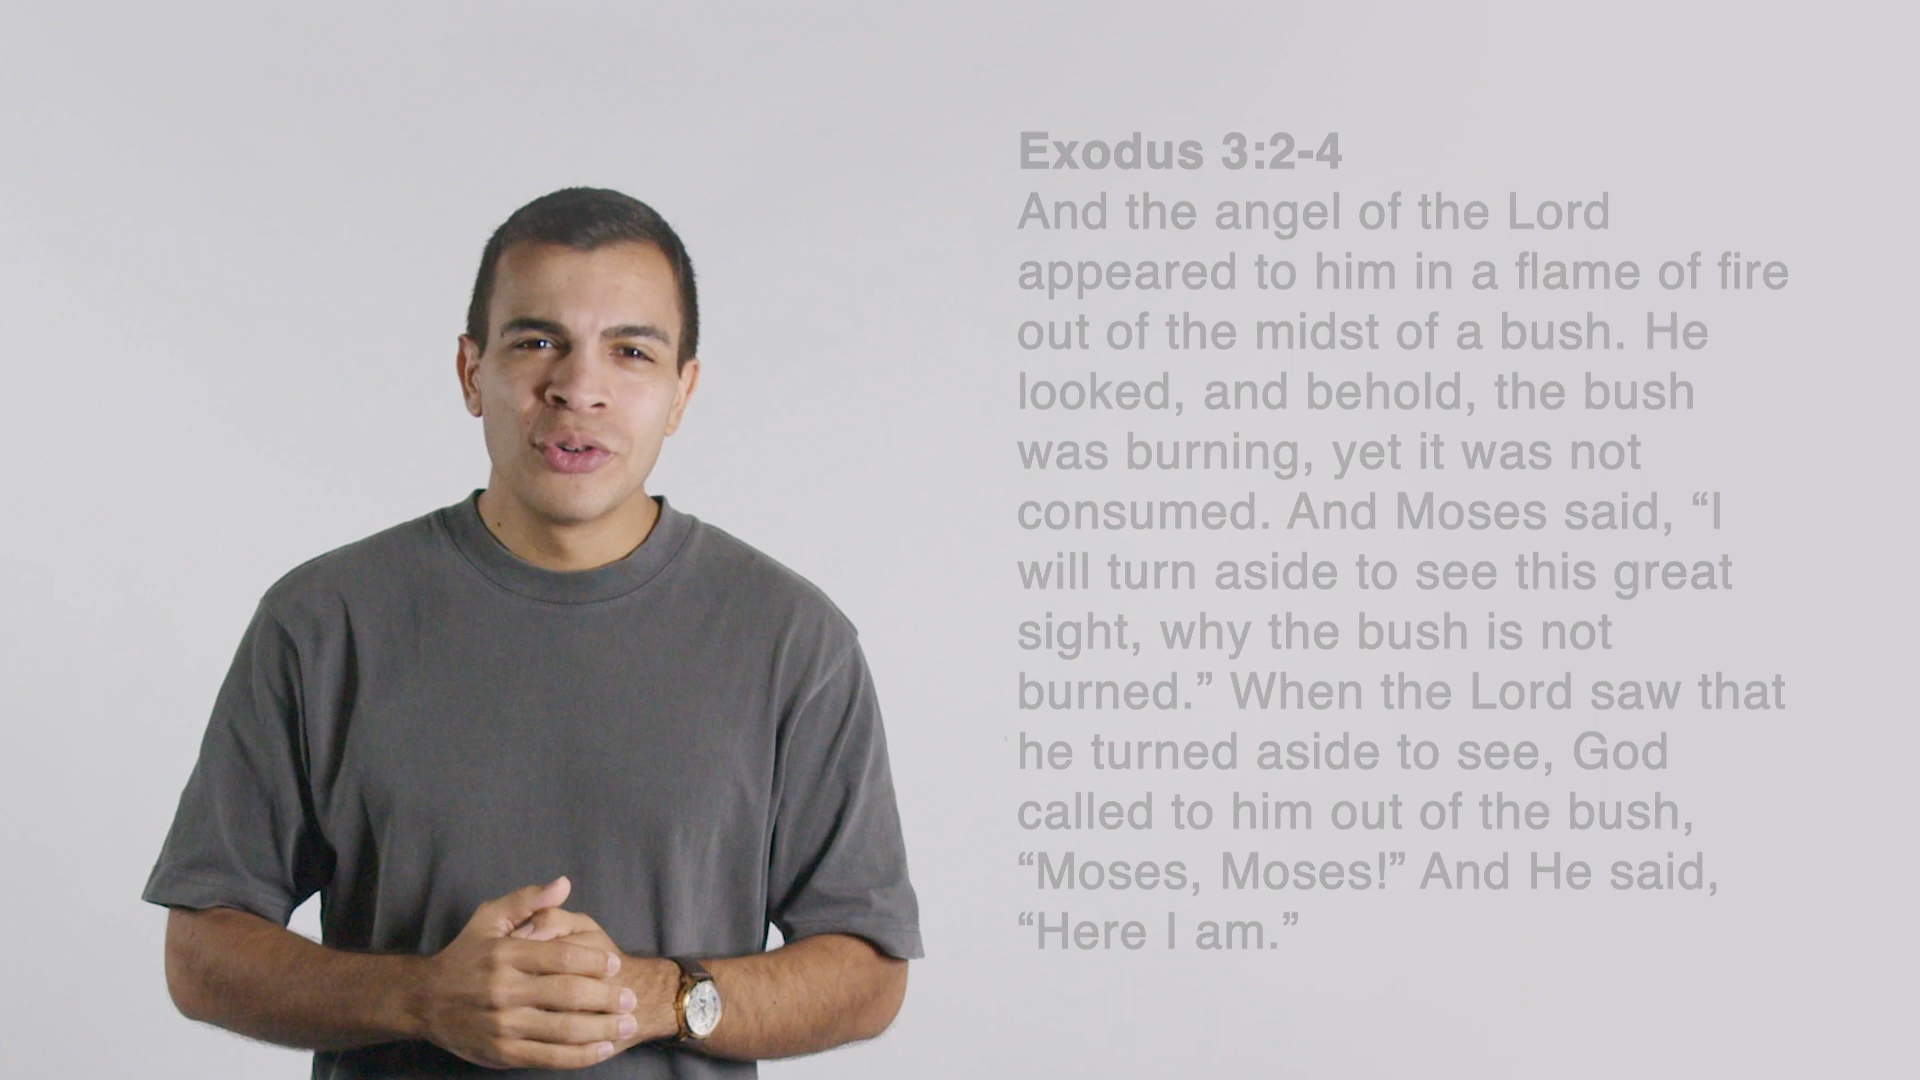 Exodus 3:2-4
And the angel of the Lord
appeared to him in a flame of fire
out of the midst of a bush. He
looked, and behold, the bush
was burning, yet it was not
consumed. And Moses said, “I
will turn aside to see this great
sight, why the bush is not
burned.” When the Lord saw that
he turned aside to see, God
called to him out of the bush,
“Moses, Moses!” And He said,
“Here I am.”